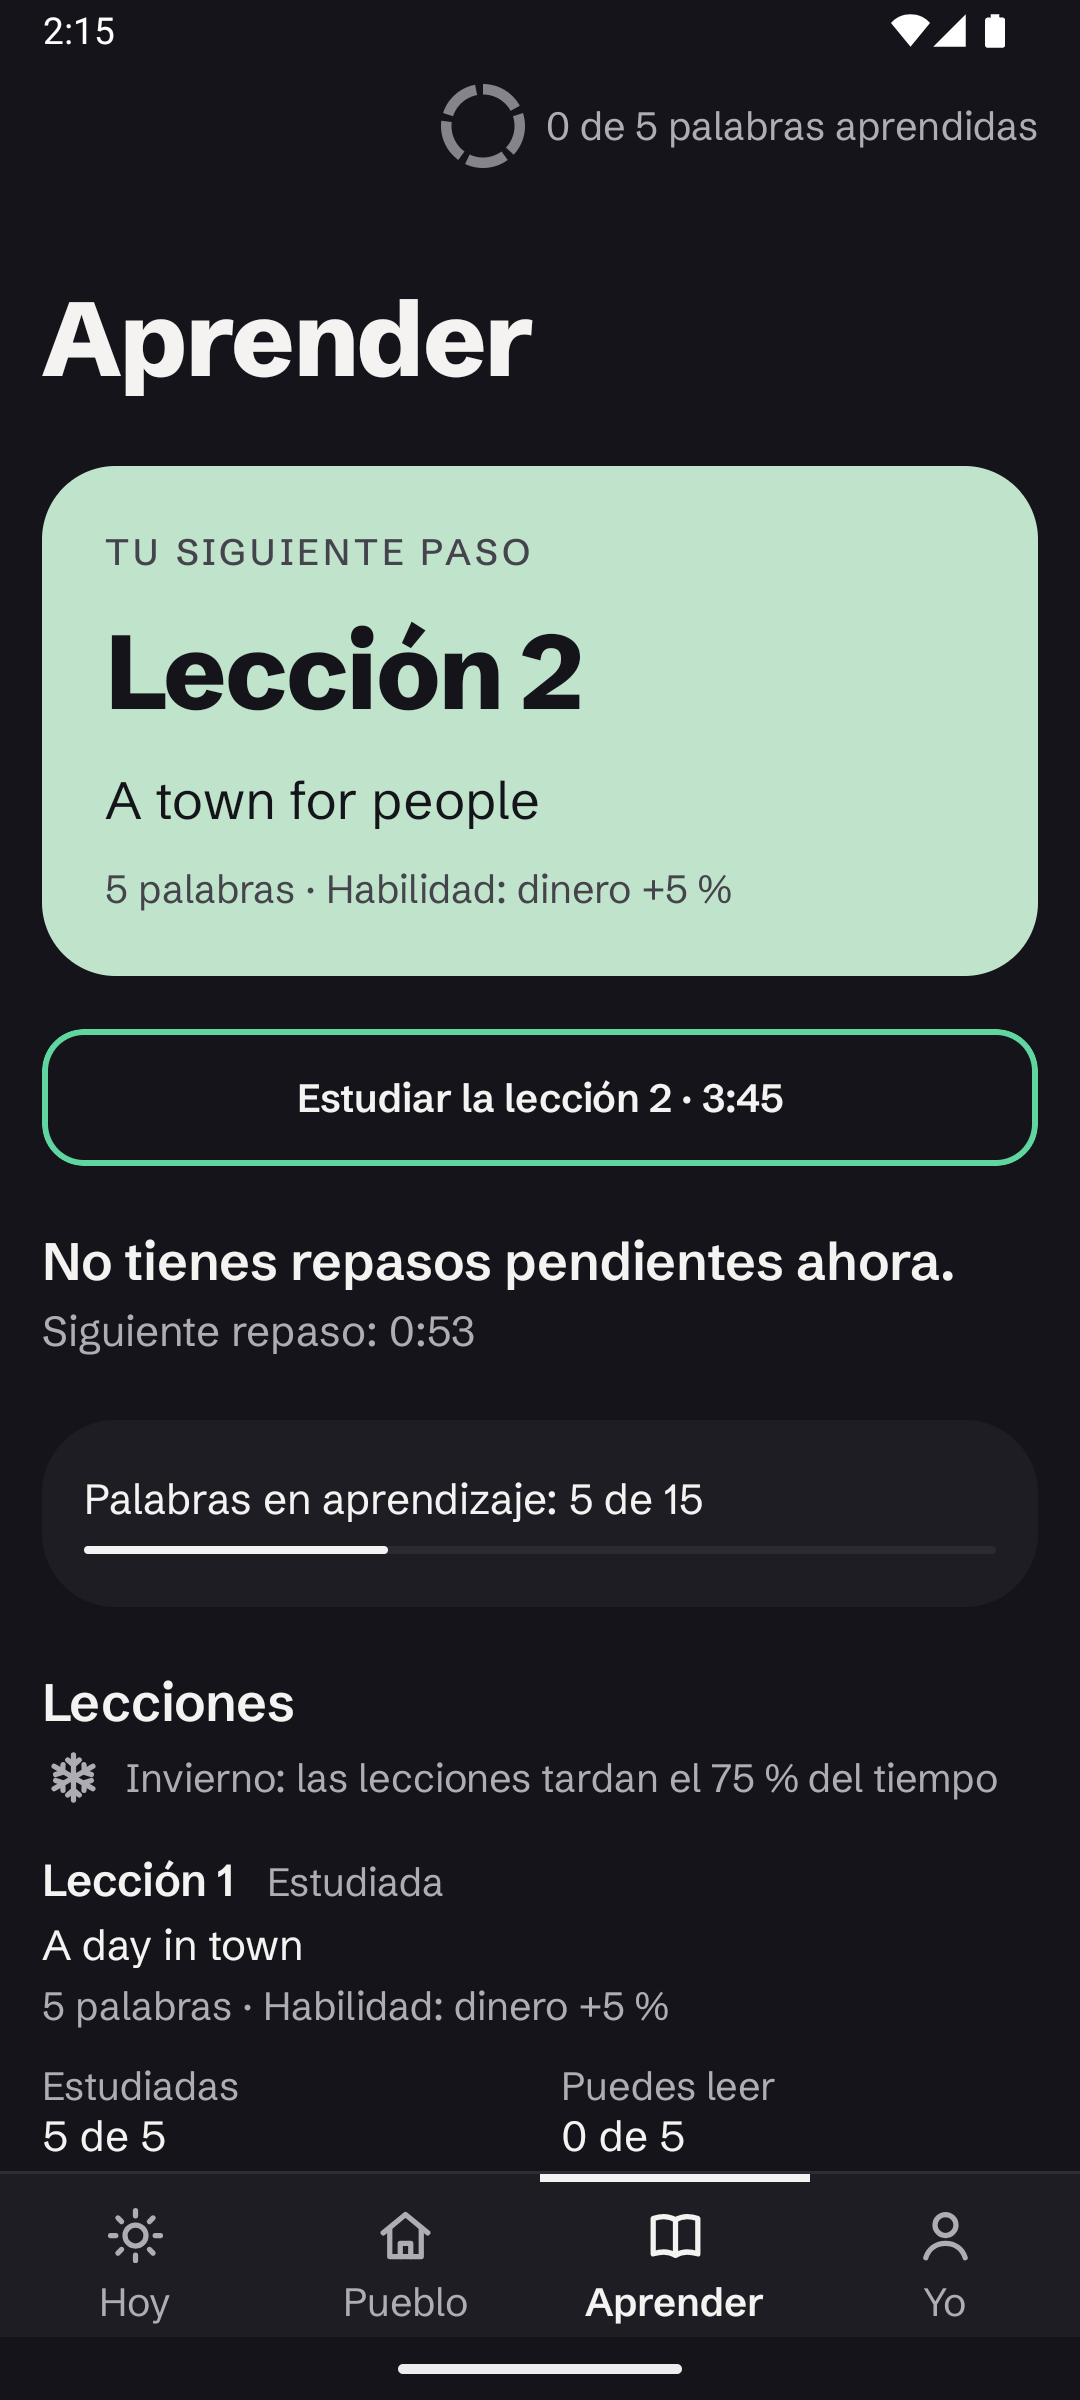 2:15
0 de 5 palabras aprendidas
Aprender
TU SIGUIENTE PASO
Lección 2
A town for people
5 palabras · Habilidad: dinero +5 %
Estudiar la lección 2 · 3:45
No tienes repasos pendientes ahora.
Siguiente repaso: 0:53
Palabras en aprendizaje: 5 de 15
Lecciones
Invierno: las lecciones tardan el 75 % del tiempo
Lección 1 Estudiada
A day in town
5 palabras · Habilidad: dinero +5 %
Estudiadas Puedes leer
5 de 5 0 de 5
Hoy Pueblo Aprender Yo